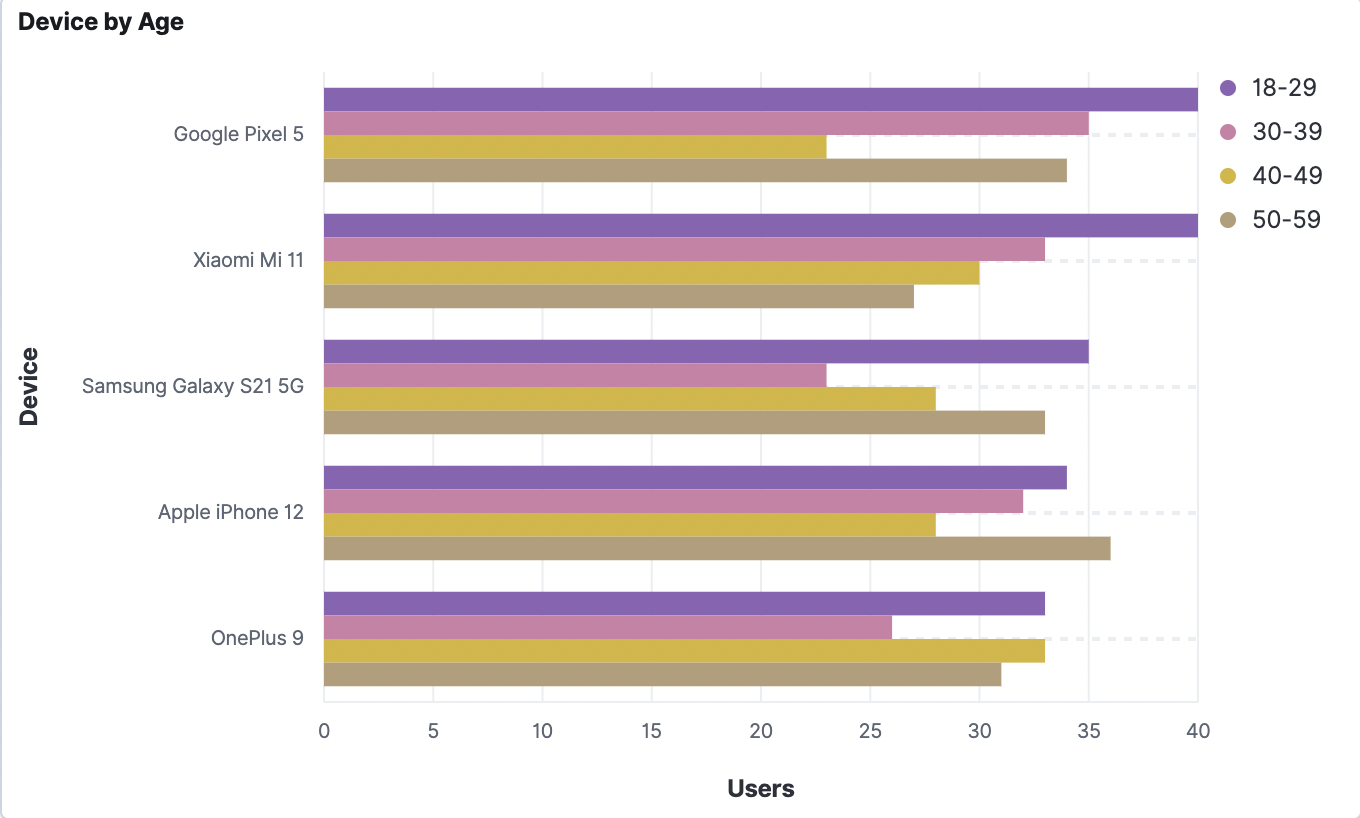 Device by Age
18-29
30-39
40-49
50-59
Device
Google Pixel 5
Xiaomi Mi 11
Samsung Galaxy S21 5G
Apple iPhone 12
OnePlus 9
0 5 10 15 20 25 30 35 40
Users